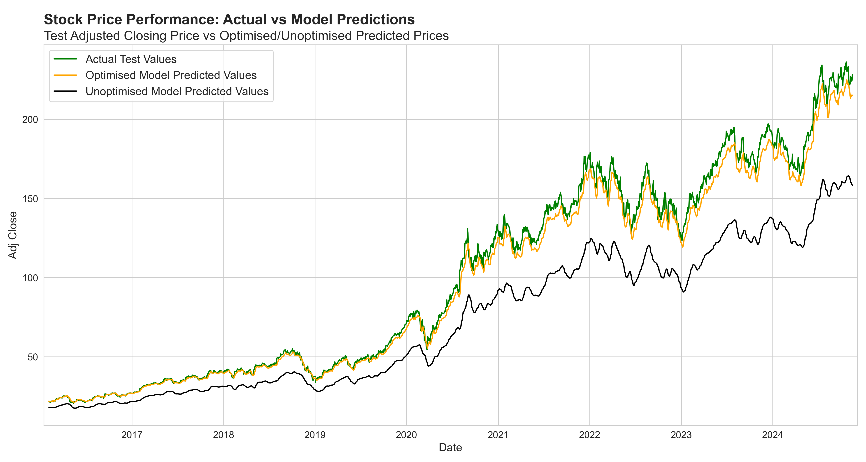 Stock Price Performance: Actual vs Model Predictions
Test Adjusted Closing Price vs Optimised/Unoptimised Predicted Prices
Actual Test Values
Optimised Model Predicted Values
Unoptimised Model Predicted Values
200
150
100
50
Adj Close
2017 2018 2019 2020 2021 2022 2023 2024
Date